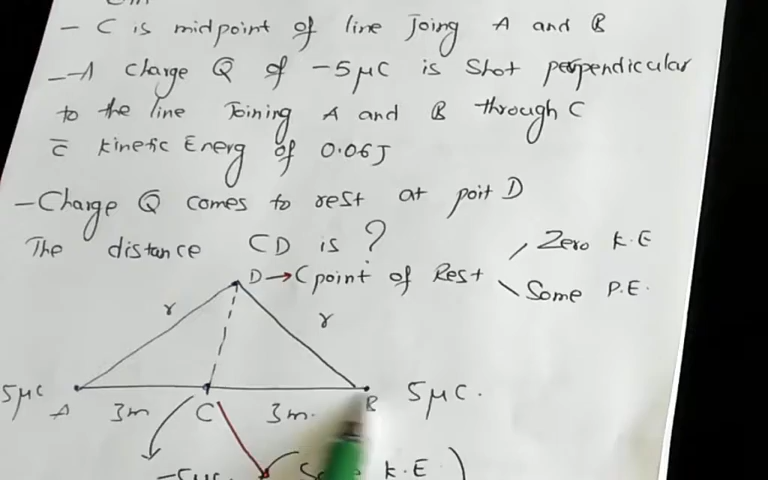 - C is midpoint of line Joing A and B
- A charge Q of -5μC is Shot perpendicular
to the line Joining A and B through C
c̅ Kinetic Energ of 0.06J
- Charge Q comes to rest at poit D
The distance CD is ?
Zero K.E
D → (point of Rest
Some P.E.
r
r
5μC
A
3m
C
3m.
B
5μC.
K.E )